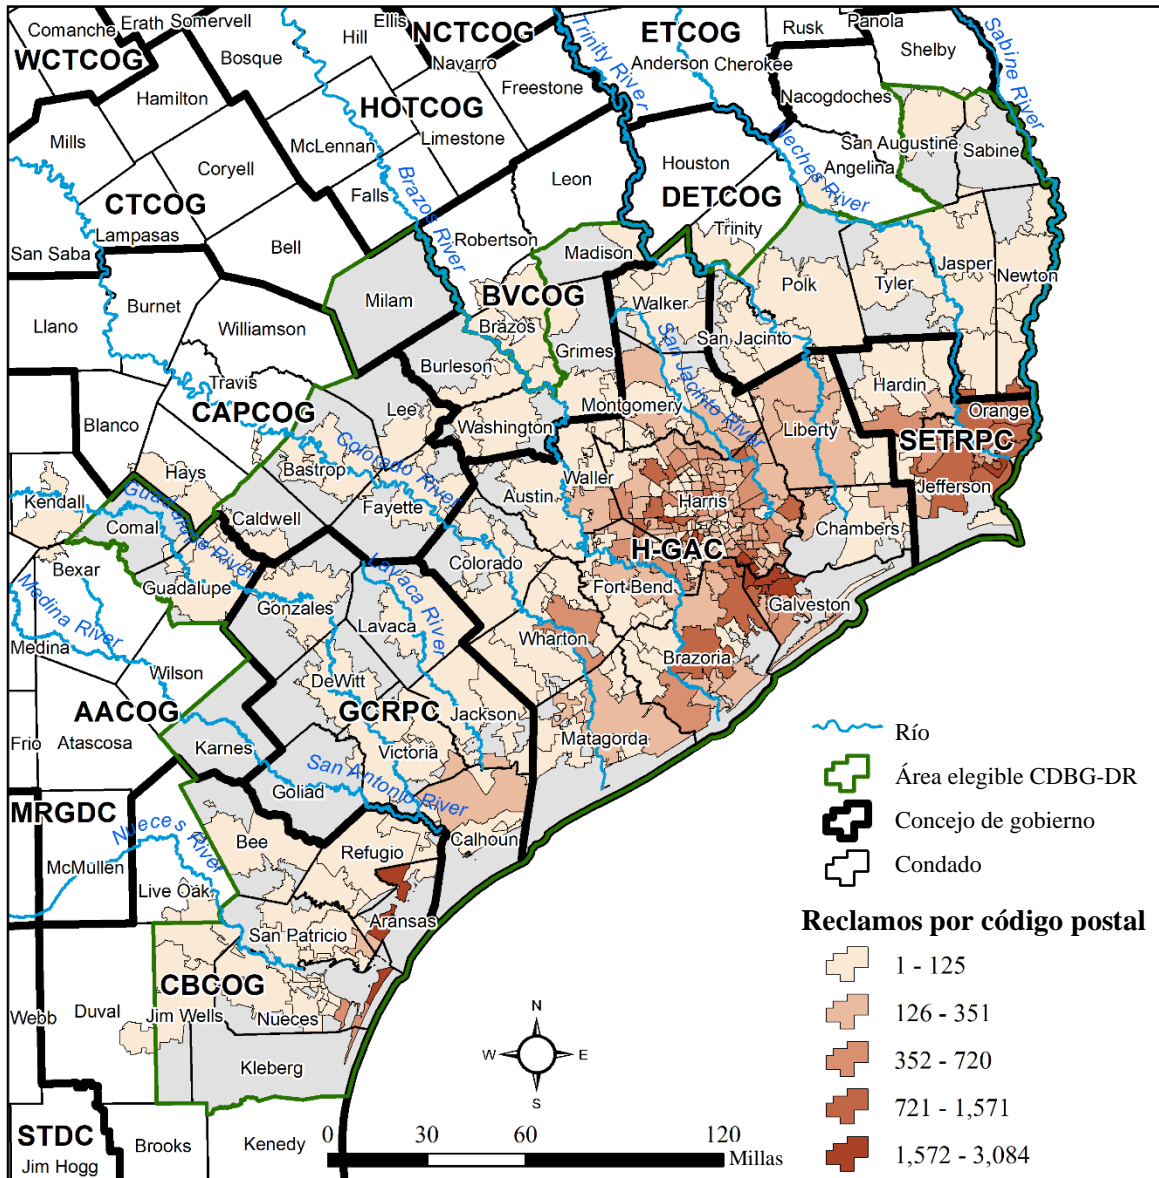 Comanche
Erath
Somervell
Bosque
Hill
Ellis
NCTCOG
Navarro
Trinity River
ETCOG
Anderson
Cherokee
Rusk
Panola
Shelby
Sabine River
WCTCOG
Hamilton
HOTCOG
Freestone
Nacogdoches
Mills
McLennan
Limestone
San Augustine
Sabine
Coryell
Falls
Brazos River
Leon
Houston
Neches River
Angelina
CTCOG
Lampasas
DETCOG
San Saba
Bell
Robertson
Madison
Trinity
Burnet
Milam
BVCOG
Walker
Polk
Tyler
Jasper
Newton
Llano
Williamson
Brazos
Grimes
San Jacinto
San Jacinto River
Burleson
Travis
Lee
Hardin
Blanco
CAPCOG
Washington
Montgomery
Liberty
Orange
SETRPC
Hays
Bastrop
Colorado River
Waller
Jefferson
Kendall
Guadalupe River
Fayette
Austin
Harris
Comal
Caldwell
Chambers
Bexar
Lavaca River
Colorado
H-GAC
Medina River
Guadalupe
Gonzales
Fort Bend
Galveston
Medina
Lavaca
Wharton
Wilson
Brazoria
DeWitt
AACOG
GCRPC
Jackson
Frio
Atascosa
Karnes
Victoria
Matagorda
Goliad
San Antonio River
MRGDC
Nueces River
Bee
Refugio
Calhoun
McMullen
Live Oak
Aransas
San Patricio
CBCOG
Webb
Duval
Jim Wells
Nueces
Kleberg
STDC
Jim Hogg
Brooks
Kenedy
Río
Área elegible CDBG-DR
Concejo de gobierno
Condado
Reclamos por código postal
1 - 125
126 - 351
352 - 720
721 - 1,571
1,572 - 3,084
N
W
E
S
0
30
60
120
Millas